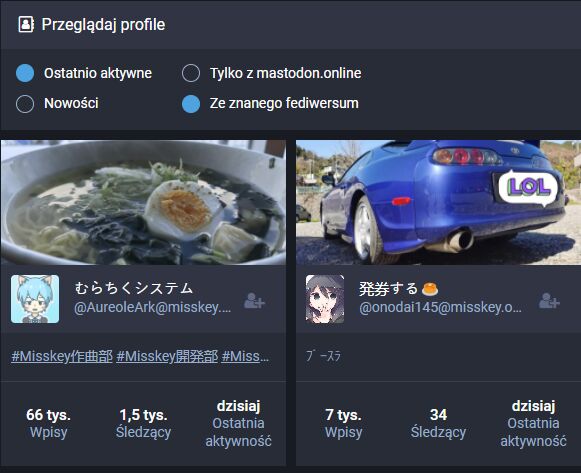 Przeglądaj profile
Ostatnio aktywne
Tylko z mastodon.online
Nowości
Ze znanego fediwersum
LOL
むらちくシステム
@AureoleArk@misskey....
発券する🍮
@onodai145@misskey.o...
#Misskey作曲部 #Misskey開発部 #Miss...
ﾌﾞｰｽﾗ
66 tys.
Wpisy
1,5 tys.
Śledzący
dzisiaj
Ostatnia
aktywność
7 tys.
Wpisy
34
Śledzący
dzisiaj
Ostatnia
aktywność